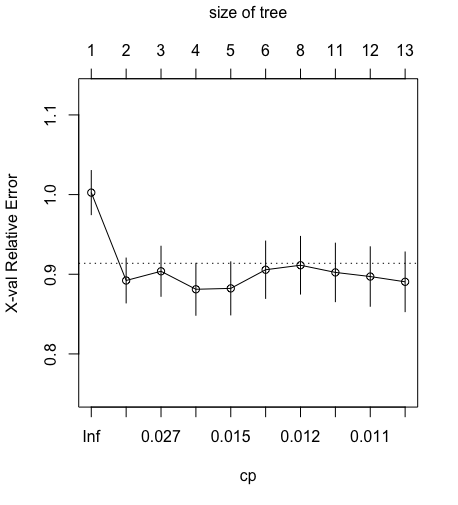 size of tree
1 2 3 4 5 6 8 11 12 13
X-val Relative Error
1.1
1.0
0.9
0.8
Inf 0.027 0.015 0.012 0.011
cp